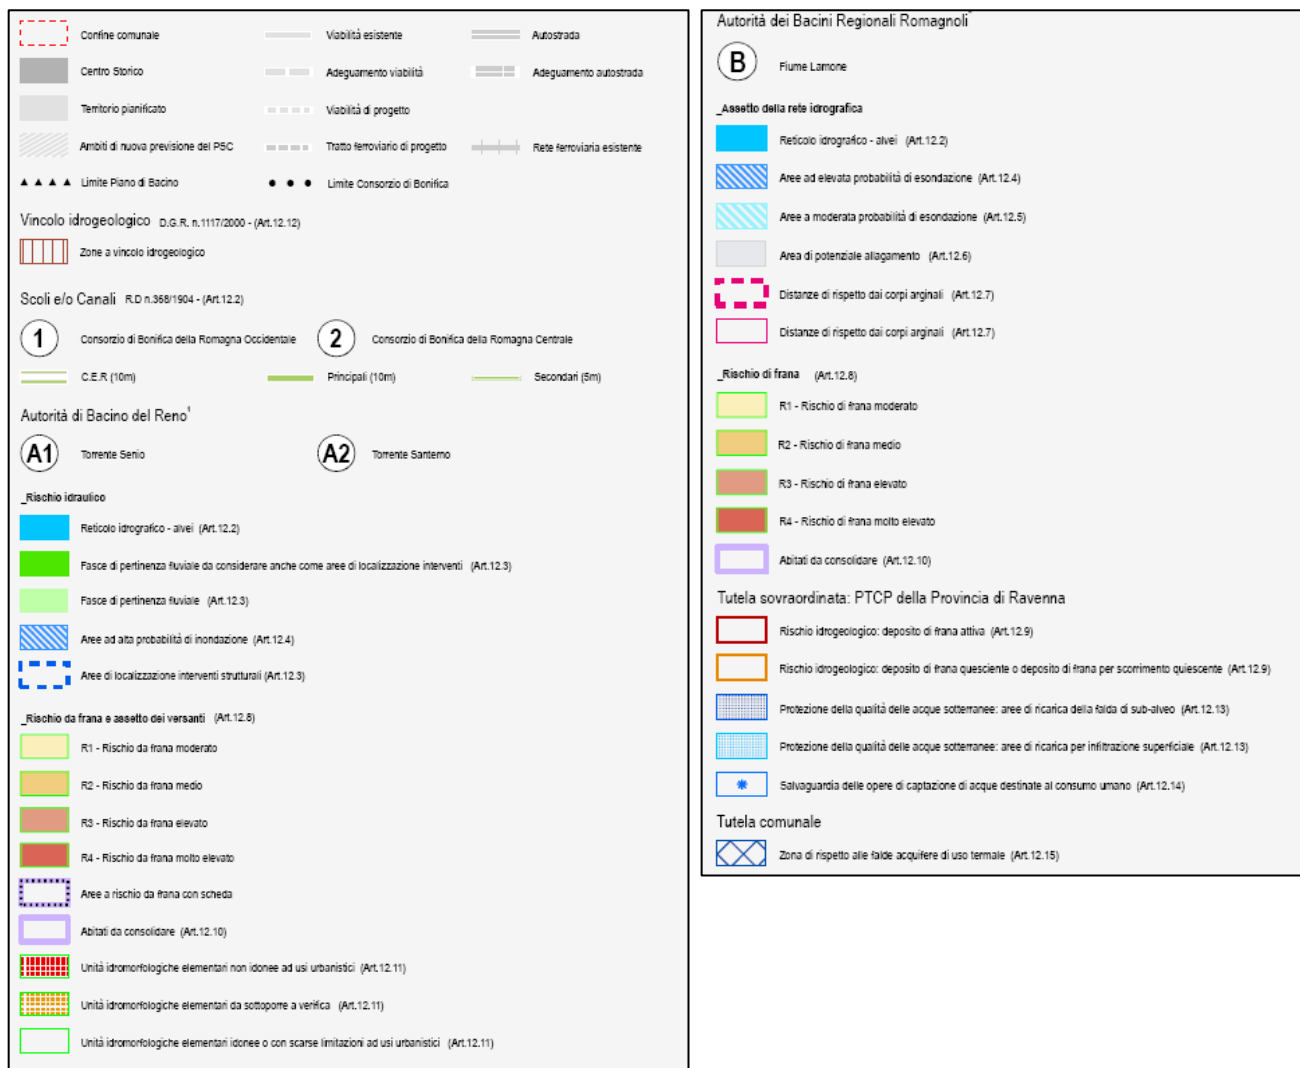 Confine comunale
Viabilità esistente
Autostrada
Centro Storico
Adeguamento viabilità
Adeguamento autostrada
Territorio pianificato
Viabilità di progetto
Ambiti di nuova previsione del PSC
Tratto ferroviario di progetto
Rete ferroviaria esistente
Limite Piano di Bacino
Limite Consorzio di Bonifica
Vincolo idrogeologico D.G.R. n.1117/2000 - (Art.12.12)
Zone a vincolo idrogeologico
Scoli e/o Canali R.D n.368/1904 - (Art.12.2)
1 Consorzio di Bonifica della Romagna Occidentale
2 Consorzio di Bonifica della Romagna Centrale
C.E.R (10m)
Principali (10m)
Secondari (5m)
Autorità di Bacino del Reno¹
A1 Torrente Senio
A2 Torrente Santerno
_Rischio idraulico
Reticolo idrografico - alvei (Art.12.2)
Fasce di pertinenza fluviale da considerare anche come aree di localizzazione interventi (Art.12.3)
Fasce di pertinenza fluviale (Art.12.3)
Aree ad alta probabilità di inondazione (Art.12.4)
Aree di localizzazione interventi strutturali (Art.12.3)
_Rischio da frana e assetto dei versanti (Art.12.8)
R1 - Rischio da frana moderato
R2 - Rischio da frana medio
R3 - Rischio da frana elevato
R4 - Rischio da frana molto elevato
Aree a rischio da frana con scheda
Abitati da consolidare (Art.12.10)
Unità idromorfologiche elementari non idonee ad usi urbanistici (Art.12.11)
Unità idromorfologiche elementari da sottoporre a verifica (Art.12.11)
Unità idromorfologiche elementari idonee o con scarse limitazioni ad usi urbanistici (Art.12.11)
Autorità dei Bacini Regionali Romagnoli
B Fiume Lamone
_Assetto della rete idrografica
Reticolo idrografico - alvei (Art.12.2)
Aree ad elevata probabilità di esondazione (Art.12.4)
Aree a moderata probabilità di esondazione (Art.12.5)
Area di potenziale allagamento (Art.12.6)
Distanze di rispetto dai corpi arginali (Art.12.7)
Distanze di rispetto dai corpi arginali (Art.12.7)
_Rischio di frana (Art.12.8)
R1 - Rischio di frana moderato
R2 - Rischio di frana medio
R3 - Rischio di frana elevato
R4 - Rischio di frana molto elevato
Abitati da consolidare (Art.12.10)
Tutela sovraordinata: PTCP della Provincia di Ravenna
Rischio idrogeologico: deposito di frana attiva (Art.12.9)
Rischio idrogeologico: deposito di frana quesciente o deposito di frana per scorrimento quiescente (Art.12.9)
Protezione della qualità delle acque sotterranee: aree di ricarica della falda di sub-alveo (Art.12.13)
Protezione della qualità delle acque sotterranee: aree di ricarica per infiltrazione superficiale (Art.12.13)
Salvaguardia delle opere di captazione di acque destinate al consumo umano (Art.12.14)
Tutela comunale
Zona di rispetto alle falde acquifere di uso termale (Art.12.15)